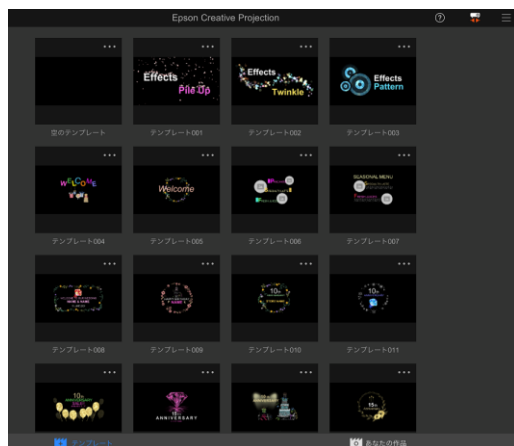 Epson Creative Projection
Effects
Pile Up
Effects
Twinkle
Effects
Pattern
空のテンプレート
テンプレート001
テンプレート002
テンプレート003
WELCOME
Welcome
SEASONAL MENU
テンプレート004
テンプレート005
テンプレート006
テンプレート007
10th
10th
テンプレート008
テンプレート009
テンプレート010
テンプレート011
10th
ANNIVERSARY
ANNIVERSARY
15th
テンプレート
あなたの作品